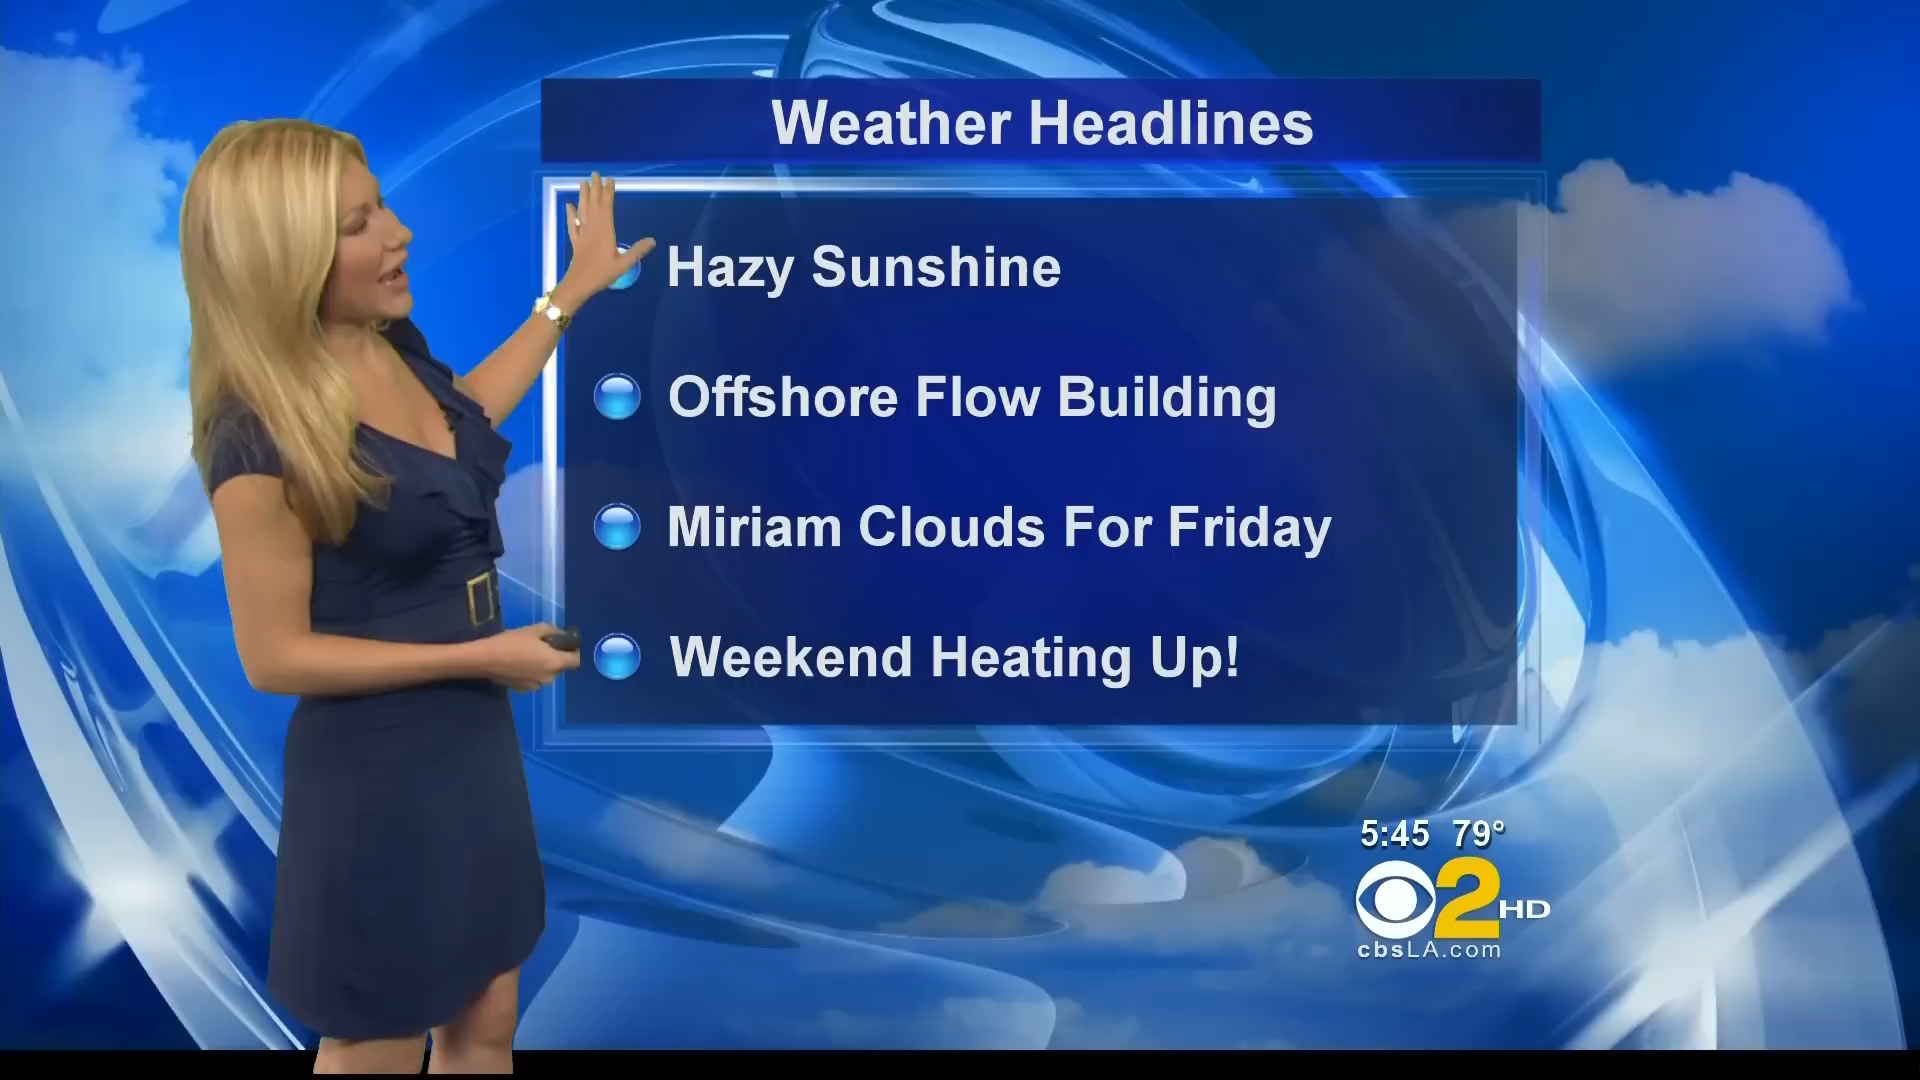 Weather Headlines
Hazy Sunshine
Offshore Flow Building
Miriam Clouds For Friday
Weekend Heating Up!
5:45 79°
2 HD
cbsLA.com